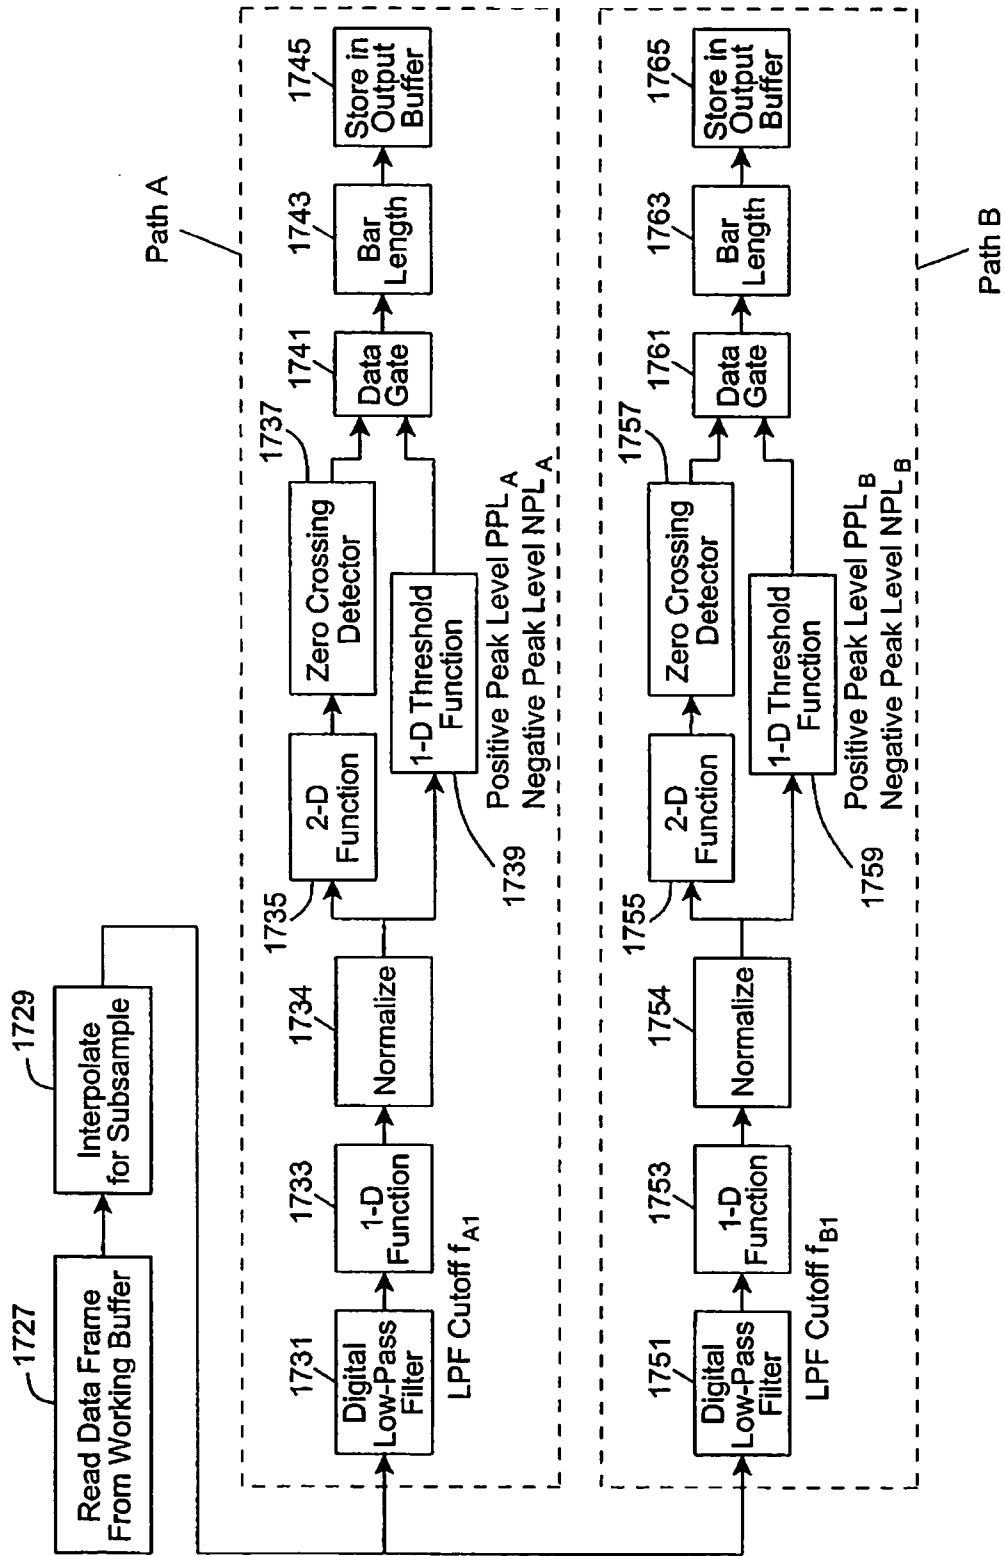 1727
Read Data Frame
From Working Buffer
1729
Interpolate
for Subsample
Path A
1731
Digital
Low-Pass
Filter
LPF Cutoff f_A1
1733
1-D
Function
1734
Normalize
1735
2-D
Function
1737
Zero Crossing
Detector
1-D Threshold
Function
1739
Positive Peak Level PPL_A
Negative Peak Level NPL_A
1741
Data
Gate
1743
Bar
Length
1745
Store in
Output
Buffer
1751
Digital
Low-Pass
Filter
LPF Cutoff f_B1
1753
1-D
Function
1754
Normalize
1755
2-D
Function
1757
Zero Crossing
Detector
1-D Threshold
Function
1759
Positive Peak Level PPL_B
Negative Peak Level NPL_B
1761
Data
Gate
1763
Bar
Length
1765
Store in
Output
Buffer
Path B